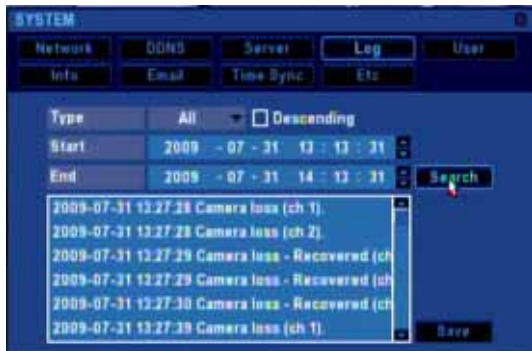 SYSTEM
Network DDNS Server Log User
Info Email Time Sync Etc
Type All Descending
Start 2009 - 07 - 31 13 : 13 : 31
End 2009 - 07 - 31 14 : 13 : 31 Search
2009-07-31 13:27:28 Camera loss (ch 1).
2009-07-31 13:27:28 Camera loss (ch 2).
2009-07-31 13:27:29 Camera loss - Recovered (ch
2009-07-31 13:27:29 Camera loss - Recovered (ch
2009-07-31 13:27:30 Camera loss - Recovered (ch
2009-07-31 13:27:39 Camera loss (ch 1).
Save